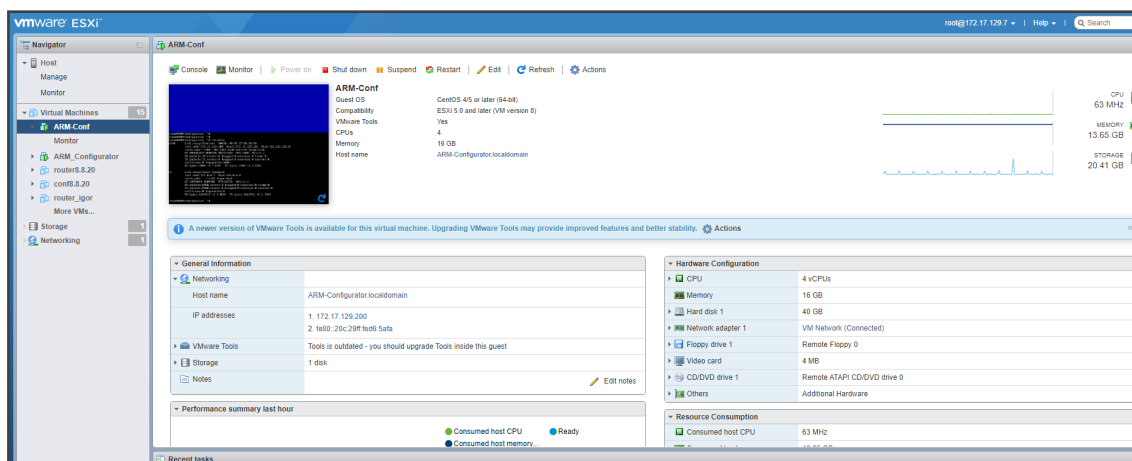 vmware ESXi™
root@172.17.129.7 | Help | Search
Navigator
ARM-Conf
Host
Manage
Monitor
Virtual Machines 15
ARM-Conf
Monitor
ARM_Configurator
router8.8.20
conf8.8.20
router_igor
More VMs...
Storage 1
Networking 1
Console Monitor | Power on Shut down Suspend Restart | Edit | Refresh | Actions
ARM-Conf
Guest OS CentOS 4/5 or later (64-bit)
Compatibility ESXi 5.0 and later (VM version 8)
VMware Tools Yes
CPUs 4
Memory 16 GB
Host name ARM-Configurator.localdomain
CPU
63 MHz
MEMORY
13.65 GB
STORAGE
20.41 GB
A newer version of VMware Tools is available for this virtual machine. Upgrading VMware Tools may provide improved features and better stability. Actions
General Information
Networking
Host name ARM-Configurator.localdomain
IP addresses 1. 172.17.129.200
2. fe80::20c:29ff:fed6:5afa
VMware Tools Tools is outdated - you should upgrade Tools inside this guest
Storage 1 disk
Notes Edit notes
Performance summary last hour
Consumed host CPU Ready
Consumed host memory...
Hardware Configuration
CPU 4 vCPUs
Memory 16 GB
Hard disk 1 40 GB
Network adapter 1 VM Network (Connected)
Floppy drive 1 Remote Floppy 0
Video card 4 MB
CD/DVD drive 1 Remote ATAPI CD/DVD drive 0
Others Additional Hardware
Resource Consumption
Consumed host CPU 63 MHz
Recent tasks